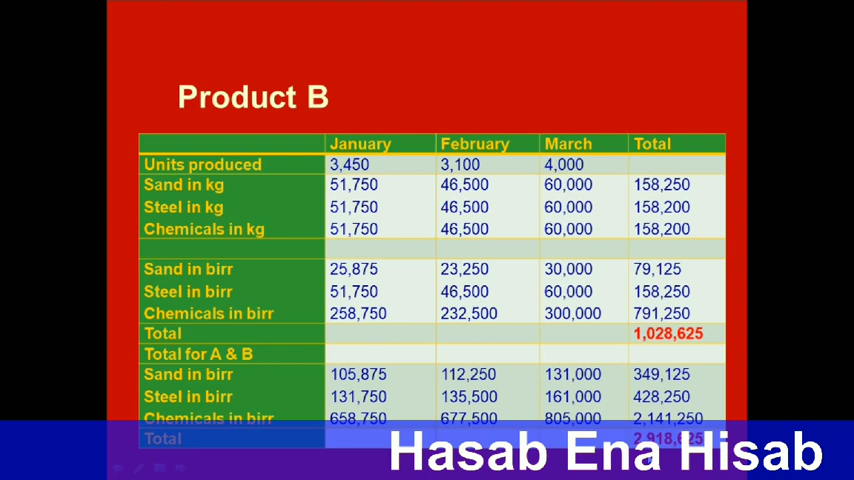 Product B
January February March Total
Units produced 3,450 3,100 4,000
Sand in kg 51,750 46,500 60,000 158,250
Steel in kg 51,750 46,500 60,000 158,200
Chemicals in kg 51,750 46,500 60,000 158,200
Sand in birr 25,875 23,250 30,000 79,125
Steel in birr 51,750 46,500 60,000 158,250
Chemicals in birr 258,750 232,500 300,000 791,250
Total 1,028,625
Total for A & B
Sand in birr 105,875 112,250 131,000 349,125
Steel in birr 131,750 135,500 161,000 428,250
Chemicals in birr 658,750 677,500 805,000 2,141,250
Total 2,918,625
Hasab Ena Hisab